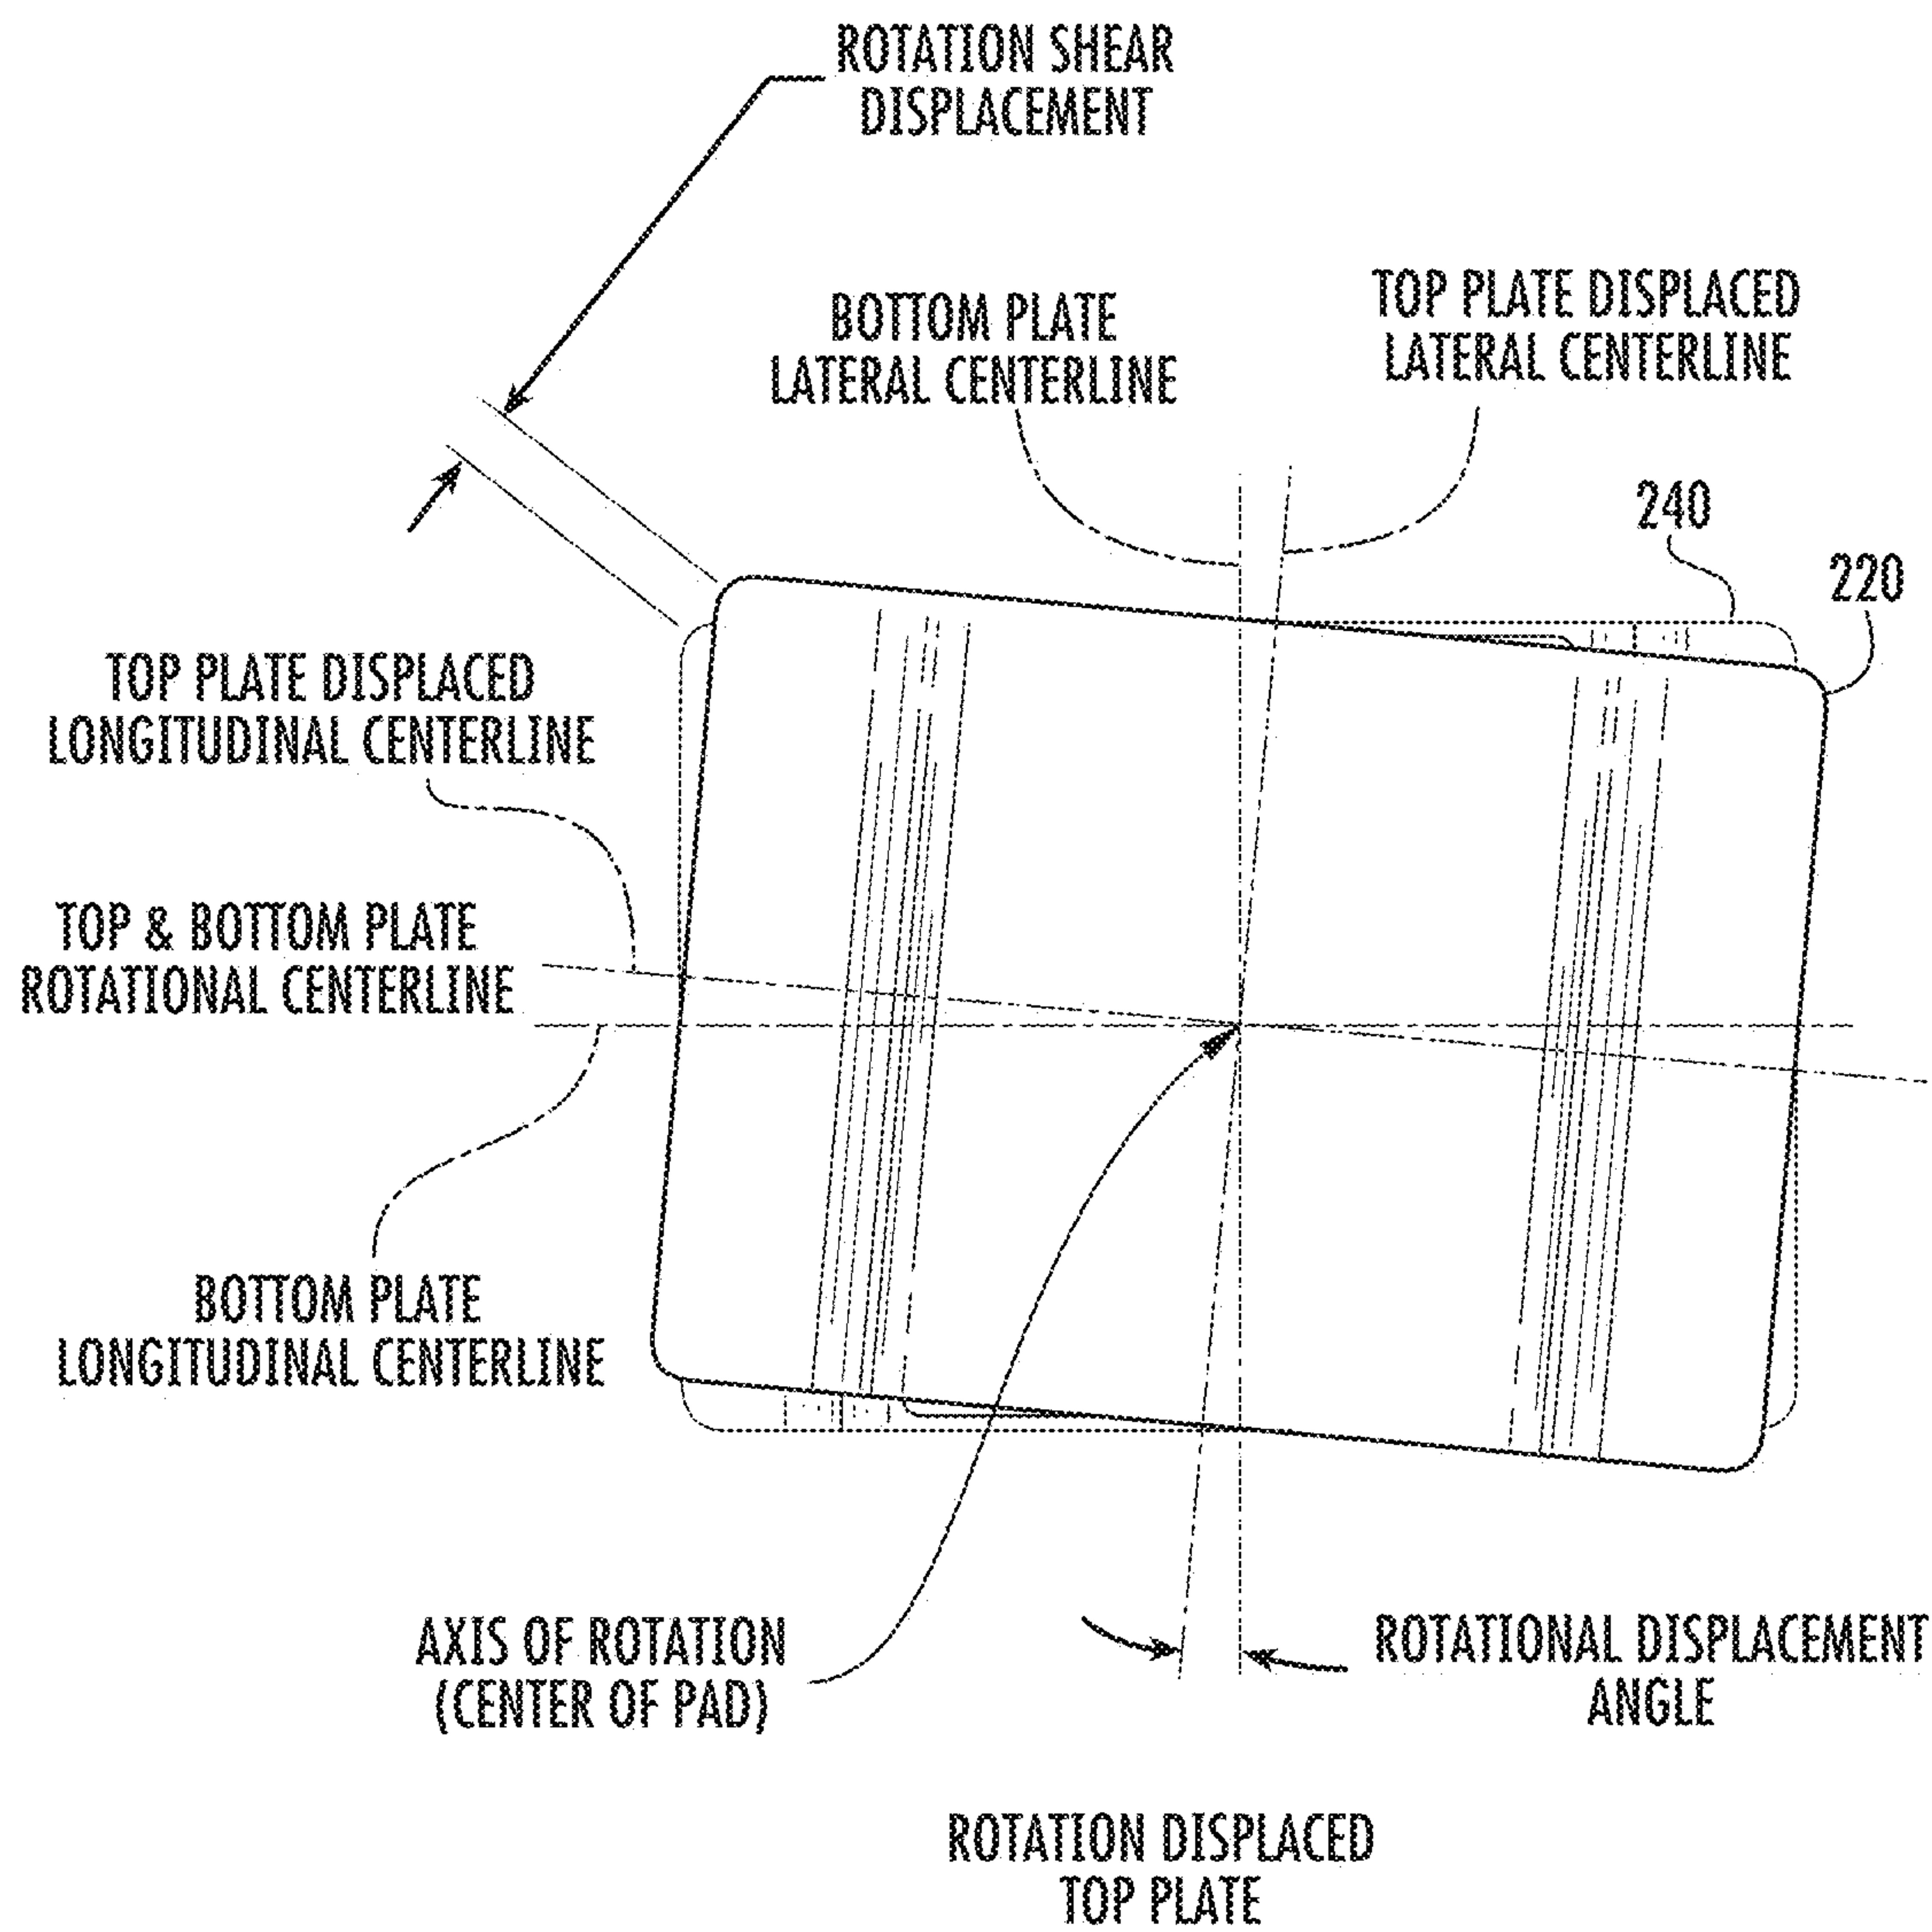 ROTATION SHEAR
DISPLACEMENT
BOTTOM PLATE
LATERAL CENTERLINE
TOP PLATE DISPLACED
LATERAL CENTERLINE
240
220
TOP PLATE DISPLACED
LONGITUDINAL CENTERLINE
TOP & BOTTOM PLATE
ROTATIONAL CENTERLINE
BOTTOM PLATE
LONGITUDINAL CENTERLINE
AXIS OF ROTATION
(CENTER OF PAD)
ROTATIONAL DISPLACEMENT
ANGLE
ROTATION DISPLACED
TOP PLATE